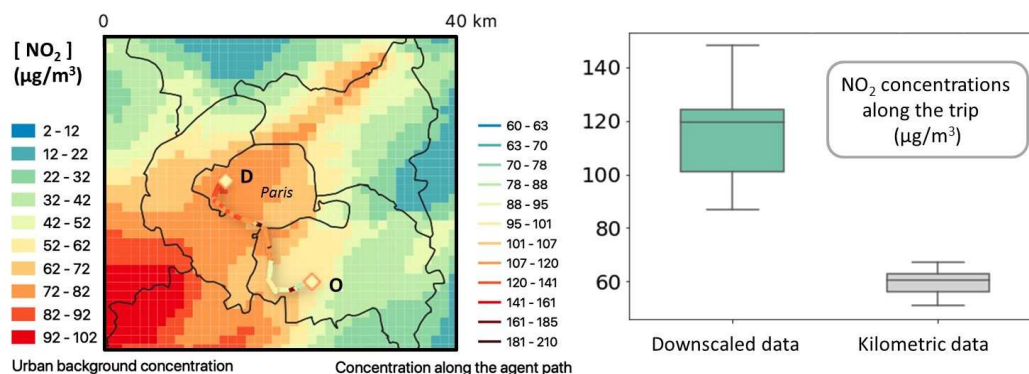 0
40 km
[ NO₂ ]
(µg/m³)
2 - 12
12 - 22
22 - 32
32 - 42
42 - 52
52 - 62
62 - 72
72 - 82
82 - 92
92 - 102
Urban background concentration
D
Paris
O
60 - 63
63 - 70
70 - 78
78 - 88
88 - 95
95 - 101
101 - 107
107 - 120
120 - 141
141 - 161
161 - 185
181 - 210
Concentration along the agent path
140
120
100
80
60
NO₂ concentrations
along the trip
(µg/m³)
Downscaled data
Kilometric data